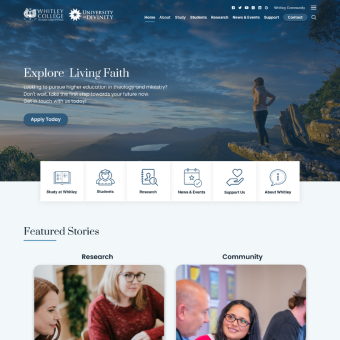 WHITLEY COLLEGE
UNIVERSITY OF DIVINITY
Whitley Community
Home About Study Students Research News & Events Support Contact
Explore Living Faith
Looking to pursue higher education in theology and ministry?
Don't wait, take the first step towards your future now.
Get in touch with us today!
Apply Today
Study at Whitley
Students
Research
News & Events
Support Us
About Whitley
Featured Stories
Research
Community